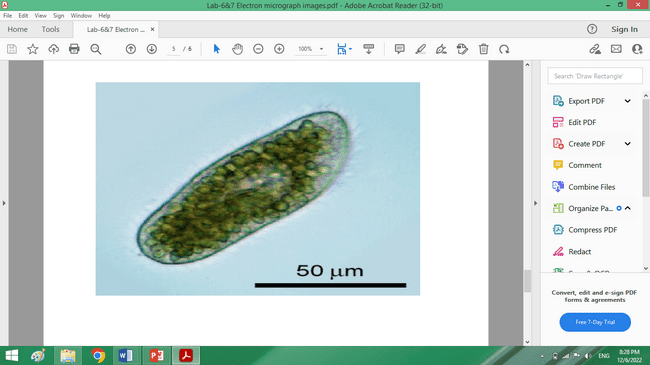 Lab-6&7 Electron micrograph images.pdf - Adobe Acrobat Reader (32-bit)
File Edit View Sign Window Help
Home Tools Lab-6&7 Electron ... × Sign In
5 / 6 100%
Search 'Draw Rectangle'
Export PDF
Edit PDF
Create PDF
Comment
Combine Files
Organize Pa...
Compress PDF
Redact
50 μm
Convert, edit and e-sign PDF
forms & agreements
Free 7-Day Trial
ENG
8:28 PM
12/6/2022